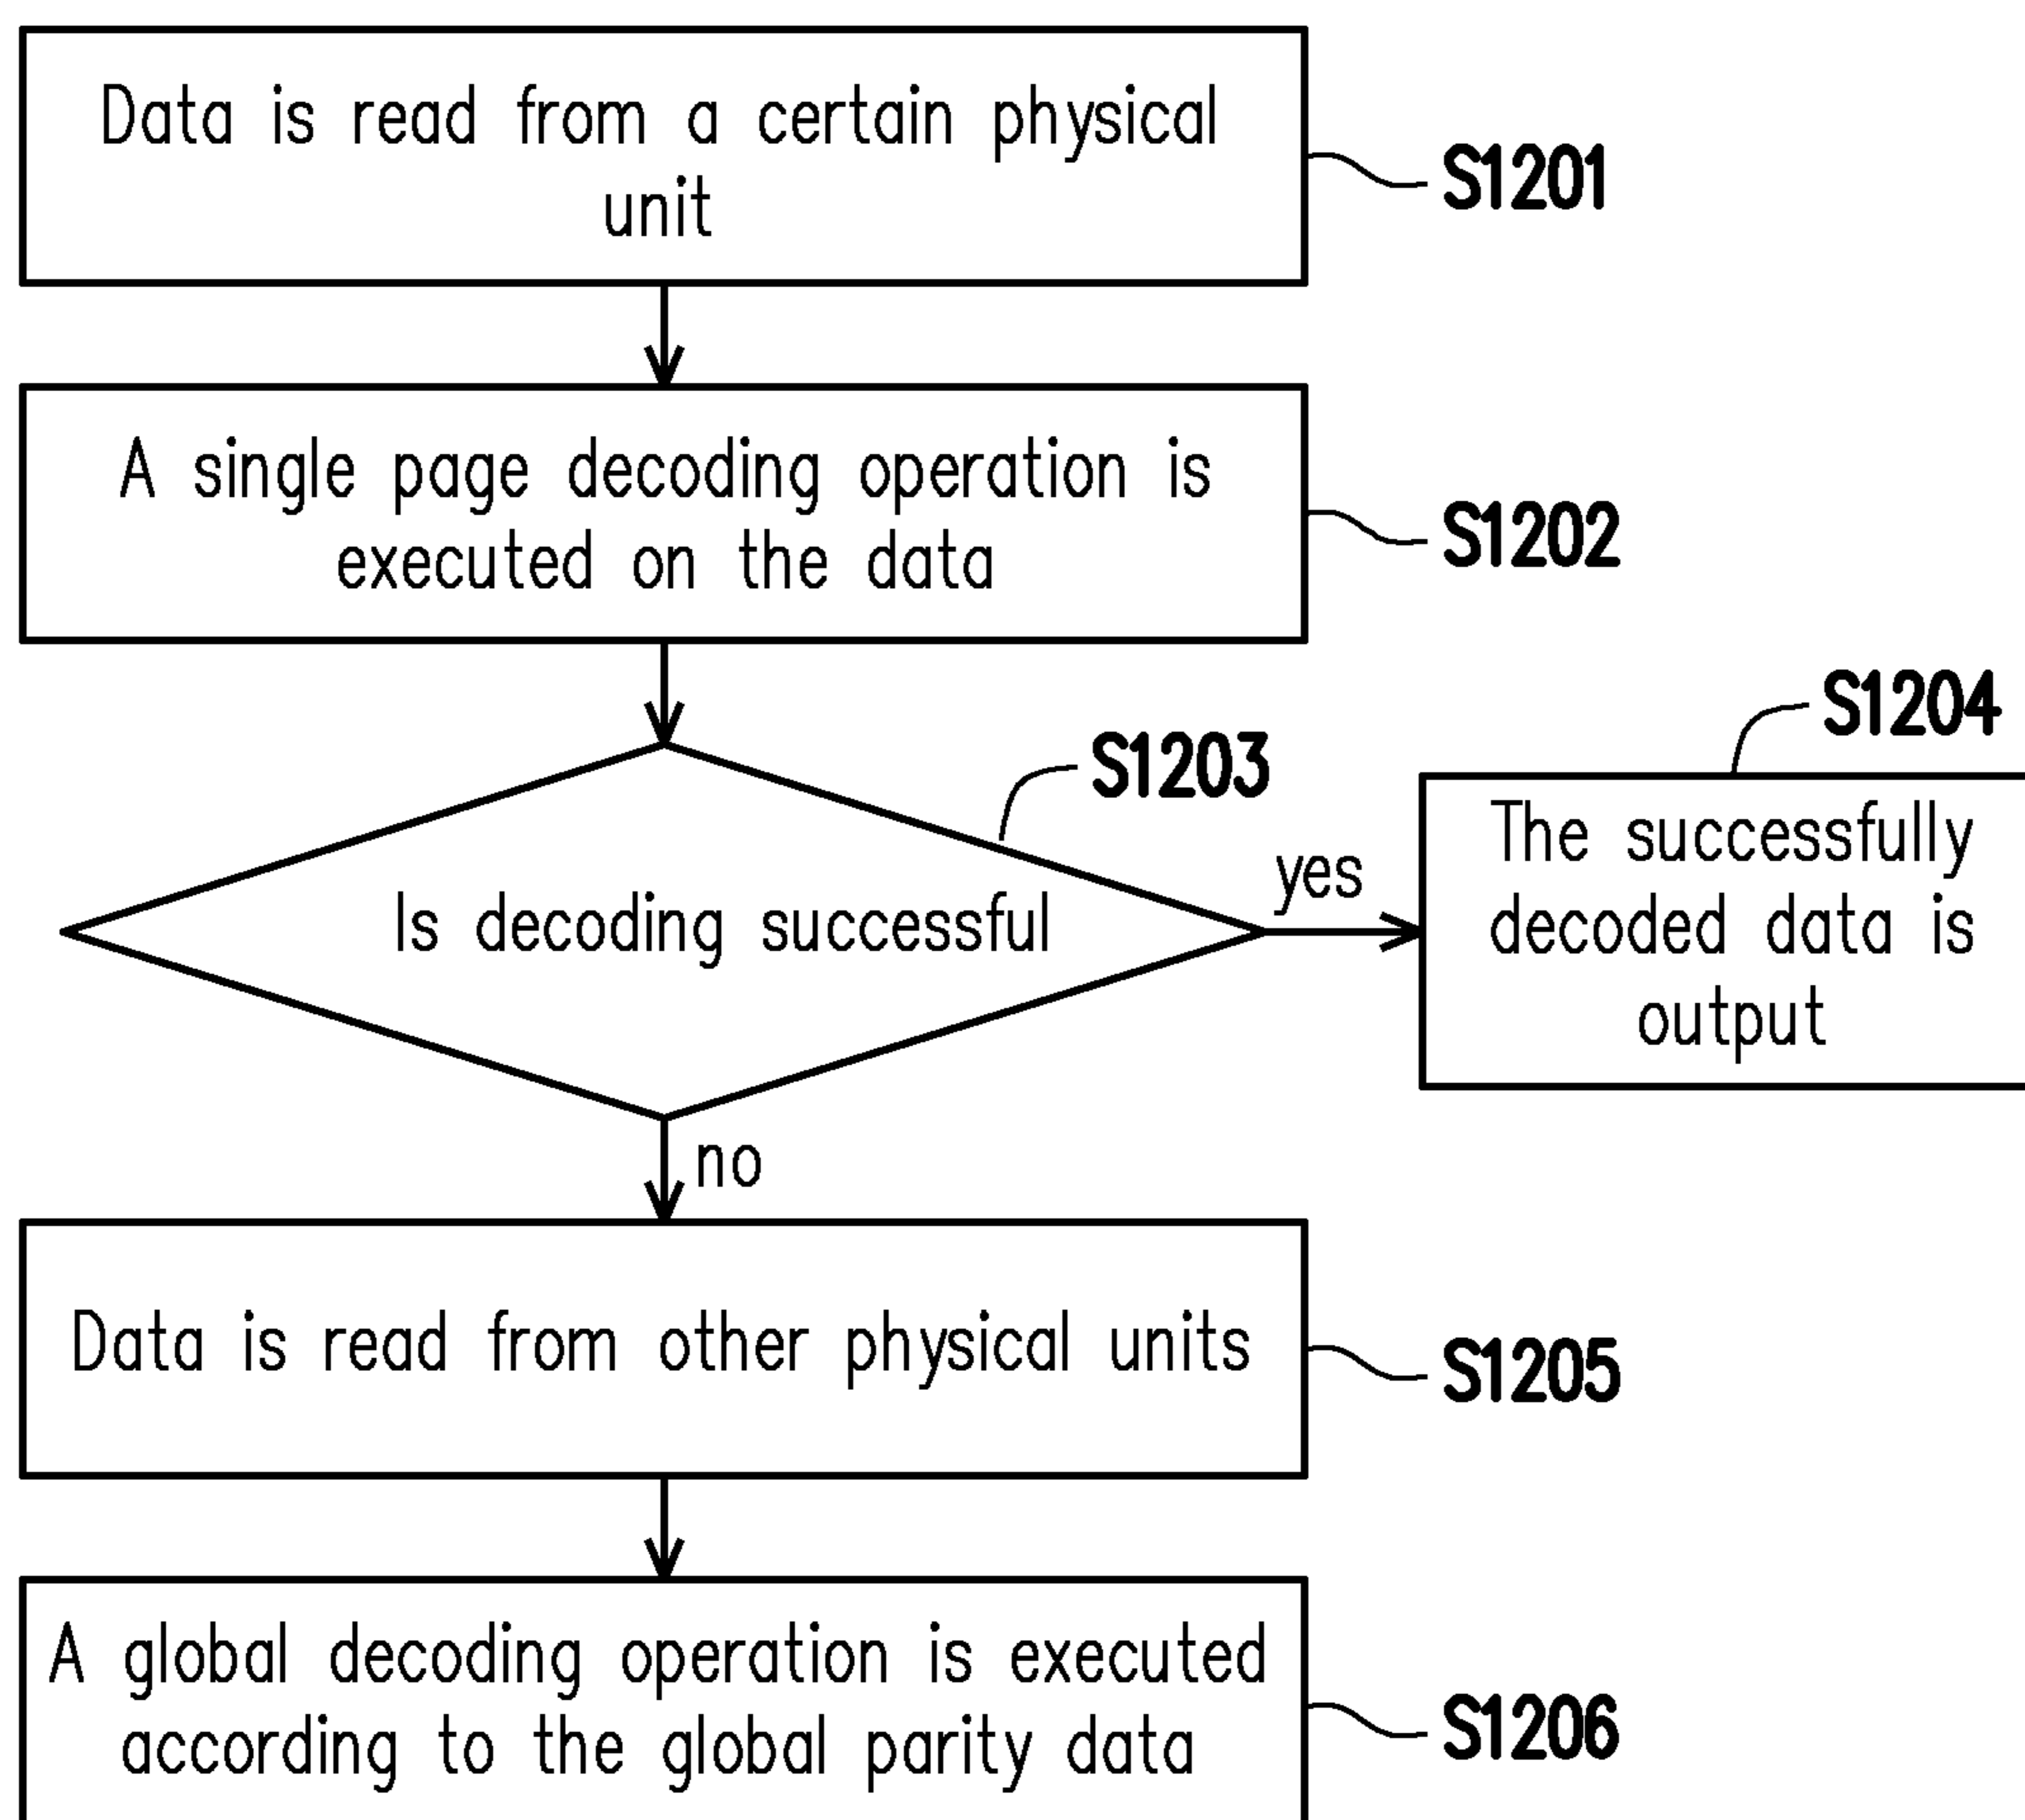 Data is read from a certain physical
unit
S1201
A single page decoding operation is
executed on the data
S1202
S1203
Is decoding successful
yes
S1204
The successfully
decoded data is
output
no
Data is read from other physical units
S1205
A global decoding operation is executed
according to the global parity data
S1206